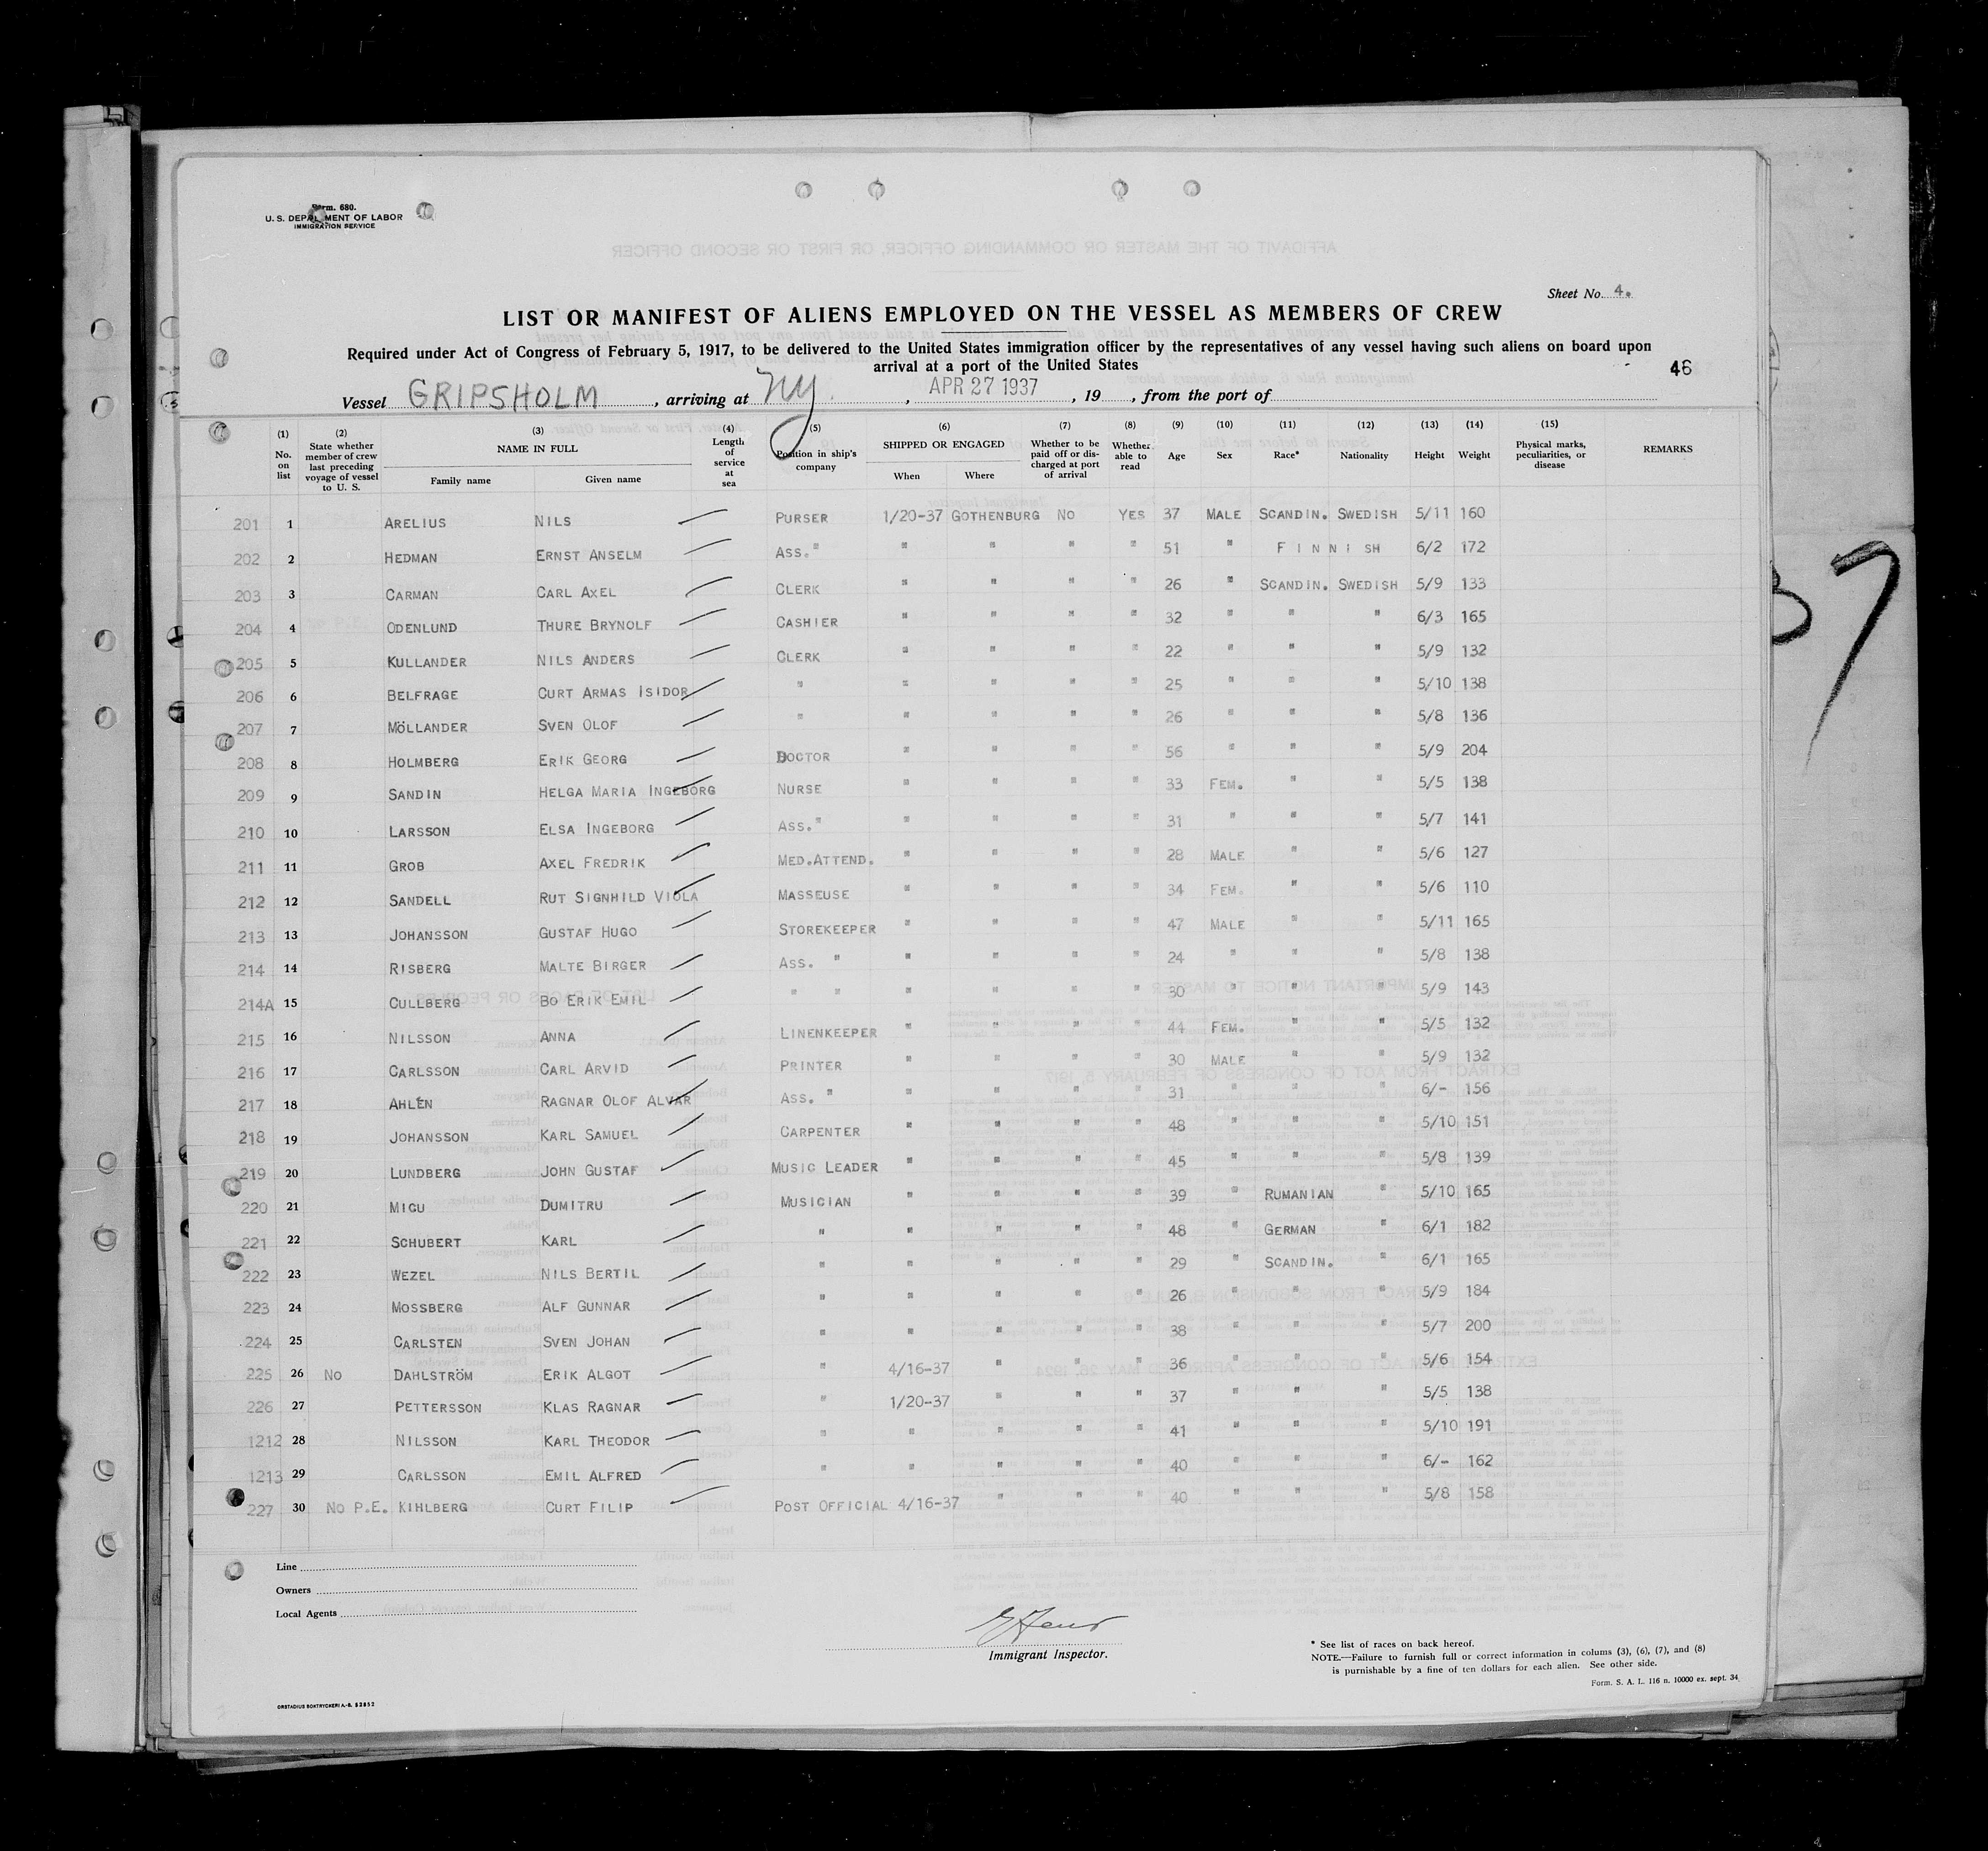 Form. 680.
U. S. DEPARTMENT OF LABOR
IMMIGRATION SERVICE
Sheet No. 4.
LIST OR MANIFEST OF ALIENS EMPLOYED ON THE VESSEL AS MEMBERS OF CREW
Required under Act of Congress of February 5, 1917, to be delivered to the United States immigration officer by the representatives of any vessel having such aliens on board upon
arrival at a port of the United States
46
Vessel GRIPSHOLM, arriving at NY, APR 27 1937, 19, from the port of
(1) No. on list (2) State whether member of crew last preceding voyage of vessel to U. S. (3) NAME IN FULL Family name Given name (4) Length of service at sea (5) Position in ship's company (6) SHIPPED OR ENGAGED When Where (7) Whether to be paid off or discharged at port of arrival (8) Whether able to read (9) Age (10) Sex (11) Race* (12) Nationality (13) Height (14) Weight (15) Physical marks, peculiarities, or disease REMARKS
201 1 ARELIUS NILS PURSER 1/20-37 GOTHENBURG NO YES 37 MALE SCANDIN. SWEDISH 5/11 160
202 2 HEDMAN ERNST ANSELM ASS." " " " " 51 " FINNISH 6/2 172
203 3 CARMAN CARL AXEL CLERK " " " " 26 " SCANDIN. SWEDISH 5/9 133
204 4 ODENLUND THURE BRYNOLF CASHIER " " " " 32 " " " 6/3 165
205 5 KULLANDER NILS ANDERS CLERK " " " " 22 " " " 5/9 132
206 6 BELFRAGE CURT ARMAS ISIDOR " " " " " 25 " " " 5/10 138
207 7 MÖLLANDER SVEN OLOF " " " " " 26 " " " 5/8 136
208 8 HOLMBERG ERIK GEORG DOCTOR " " " " 56 " " " 5/9 204
209 9 SANDIN HELGA MARIA INGEBORG NURSE " " " " 33 FEM. " " 5/5 138
210 10 LARSSON ELSA INGEBORG ASS." " " " " 31 " " " 5/7 141
211 11 GROB AXEL FREDRIK MED.ATTEND. " " " " 28 MALE " " 5/6 127
212 12 SANDELL RUT SIGNHILD VIOLA MASSEUSE " " " " 34 FEM. " " 5/6 110
213 13 JOHANSSON GUSTAF HUGO STOREKEEPER " " " " 47 MALE " " 5/11 165
214 14 RISBERG MALTE BIRGER ASS. " " " " " 24 " " " 5/8 138
214A 15 CULLBERG BO ERIK EMIL " " " " " " 30 " " " 5/9 143
215 16 NILSSON ANNA LINENKEEPER " " " " 44 FEM. " " 5/5 132
216 17 CARLSSON CARL ARVID PRINTER " " " " 30 MALE " " 5/9 132
217 18 AHLÉN RAGNAR OLOF ALVAR ASS. " " " " " 31 " " " 6/- 156
218 19 JOHANSSON KARL SAMUEL CARPENTER " " " " 48 " " " 5/10 151
219 20 LUNDBERG JOHN GUSTAF MUSIC LEADER " " " " 45 " " " 5/8 139
220 21 MICU DUMITRU MUSICIAN " " " " 39 " RUMANIAN " 5/10 165
221 22 SCHUBERT KARL " " " " " 48 " GERMAN " 6/1 182
222 23 WEZEL NILS BERTIL " " " " " 29 " SCANDIN. " 6/1 165
223 24 MOSSBERG ALF GUNNAR " " " " " 26 " " " 5/9 184
224 25 CARLSTEN SVEN JOHAN " " " " " 38 " " " 5/7 200
225 26 NO DAHLSTRÖM ERIK ALGOT " 4/16-37 " " " 36 " " " 5/6 154
226 27 PETTERSSON KLAS RAGNAR " 1/20-37 " " " 37 " " " 5/5 138
1212 28 NILSSON KARL THEODOR " " " " " 41 " " " 5/10 191
1213 29 CARLSSON EMIL ALFRED " " " " " 40 " " " 6/- 162
227 30 NO P.E. KIHLBERG CURT FILIP POST OFFICIAL 4/16-37 " " " 40 " " " 5/8 158
Line
Owners
Local Agents
Immigrant Inspector.
* See list of races on back hereof.
NOTE.—Failure to furnish full or correct information in colums (3), (6), (7), and (8)
is purnishable by a fine of ten dollars for each alien. See other side.
Form. S. A. L. 116 n. 10000 ex. sept. 34
ORSTADIUS BOKTRYCKERI A.-B. 52852
37